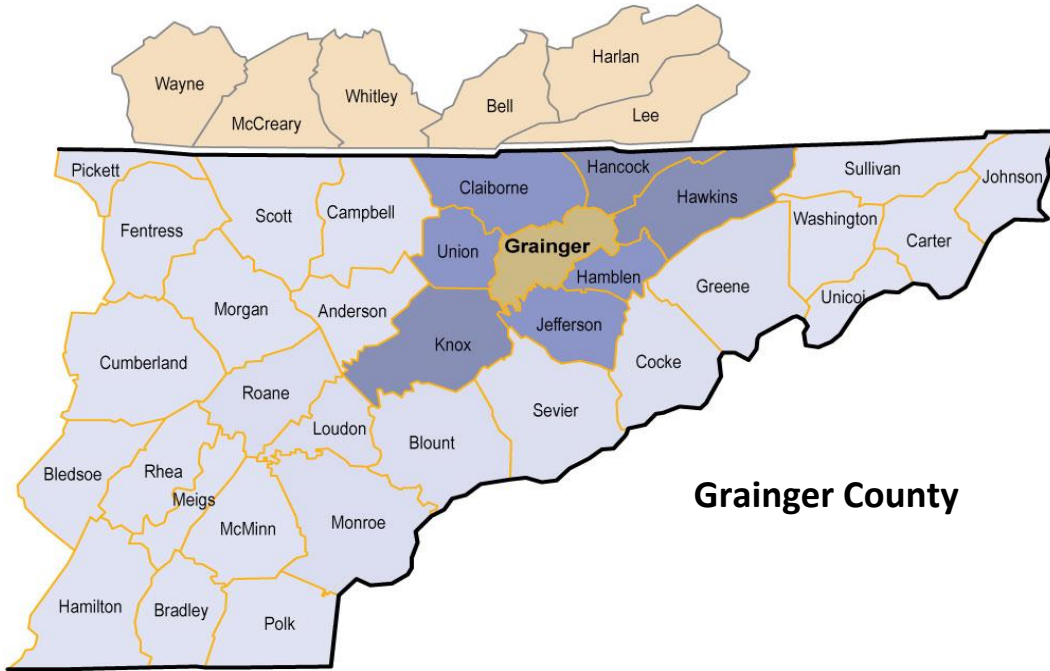 Harlan
Wayne
Whitley
Bell
Lee
McCreary
Pickett
Hancock
Sullivan
Johnson
Claiborne
Hawkins
Scott
Campbell
Washington
Fentress
Carter
Grainger
Union
Hamblen
Greene
Unicoi
Morgan
Anderson
Jefferson
Knox
Cumberland
Cocke
Roane
Sevier
Loudon
Blount
Bledsoe
Rhea
Meigs
Grainger County
McMinn
Monroe
Hamilton
Bradley
Polk